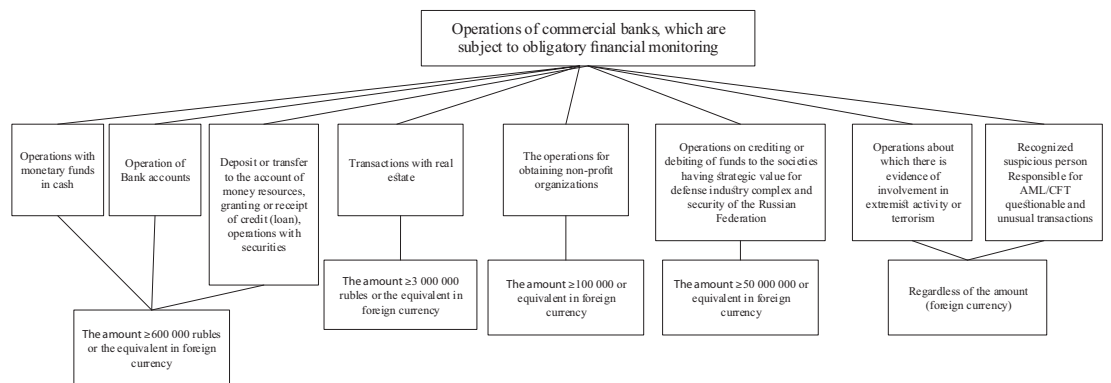 Operations of commercial banks, which are
subject to obligatory financial monitoring
Operations with
monetary funds
in cash
Operation of
Bank accounts
Deposit or transfer
to the account of
money resources,
granting or receipt
of credit (loan),
operations with
securities
Transactions with real
estate
The operations for
obtaining non-profit
organizations
Operations on crediting or
debiting of funds to the societies
having strategic value for
defense industry complex and
security of the Russian
Federation
Operations about
which there is
evidence of
involvement in
extremist activity or
terrorism
Recognized
suspicious person
Responsible for
AML/CFT
questionable and
unusual transactions
The amount ≥600 000 rubles
or the equivalent in foreign
currency
The amount ≥3 000 000
rubles or the equivalent in
foreign currency
The amount ≥100 000 or
equivalent in foreign
currency
The amount ≥50 000 000 or
equivalent in foreign
currency
Regardless of the amount
(foreign currency)